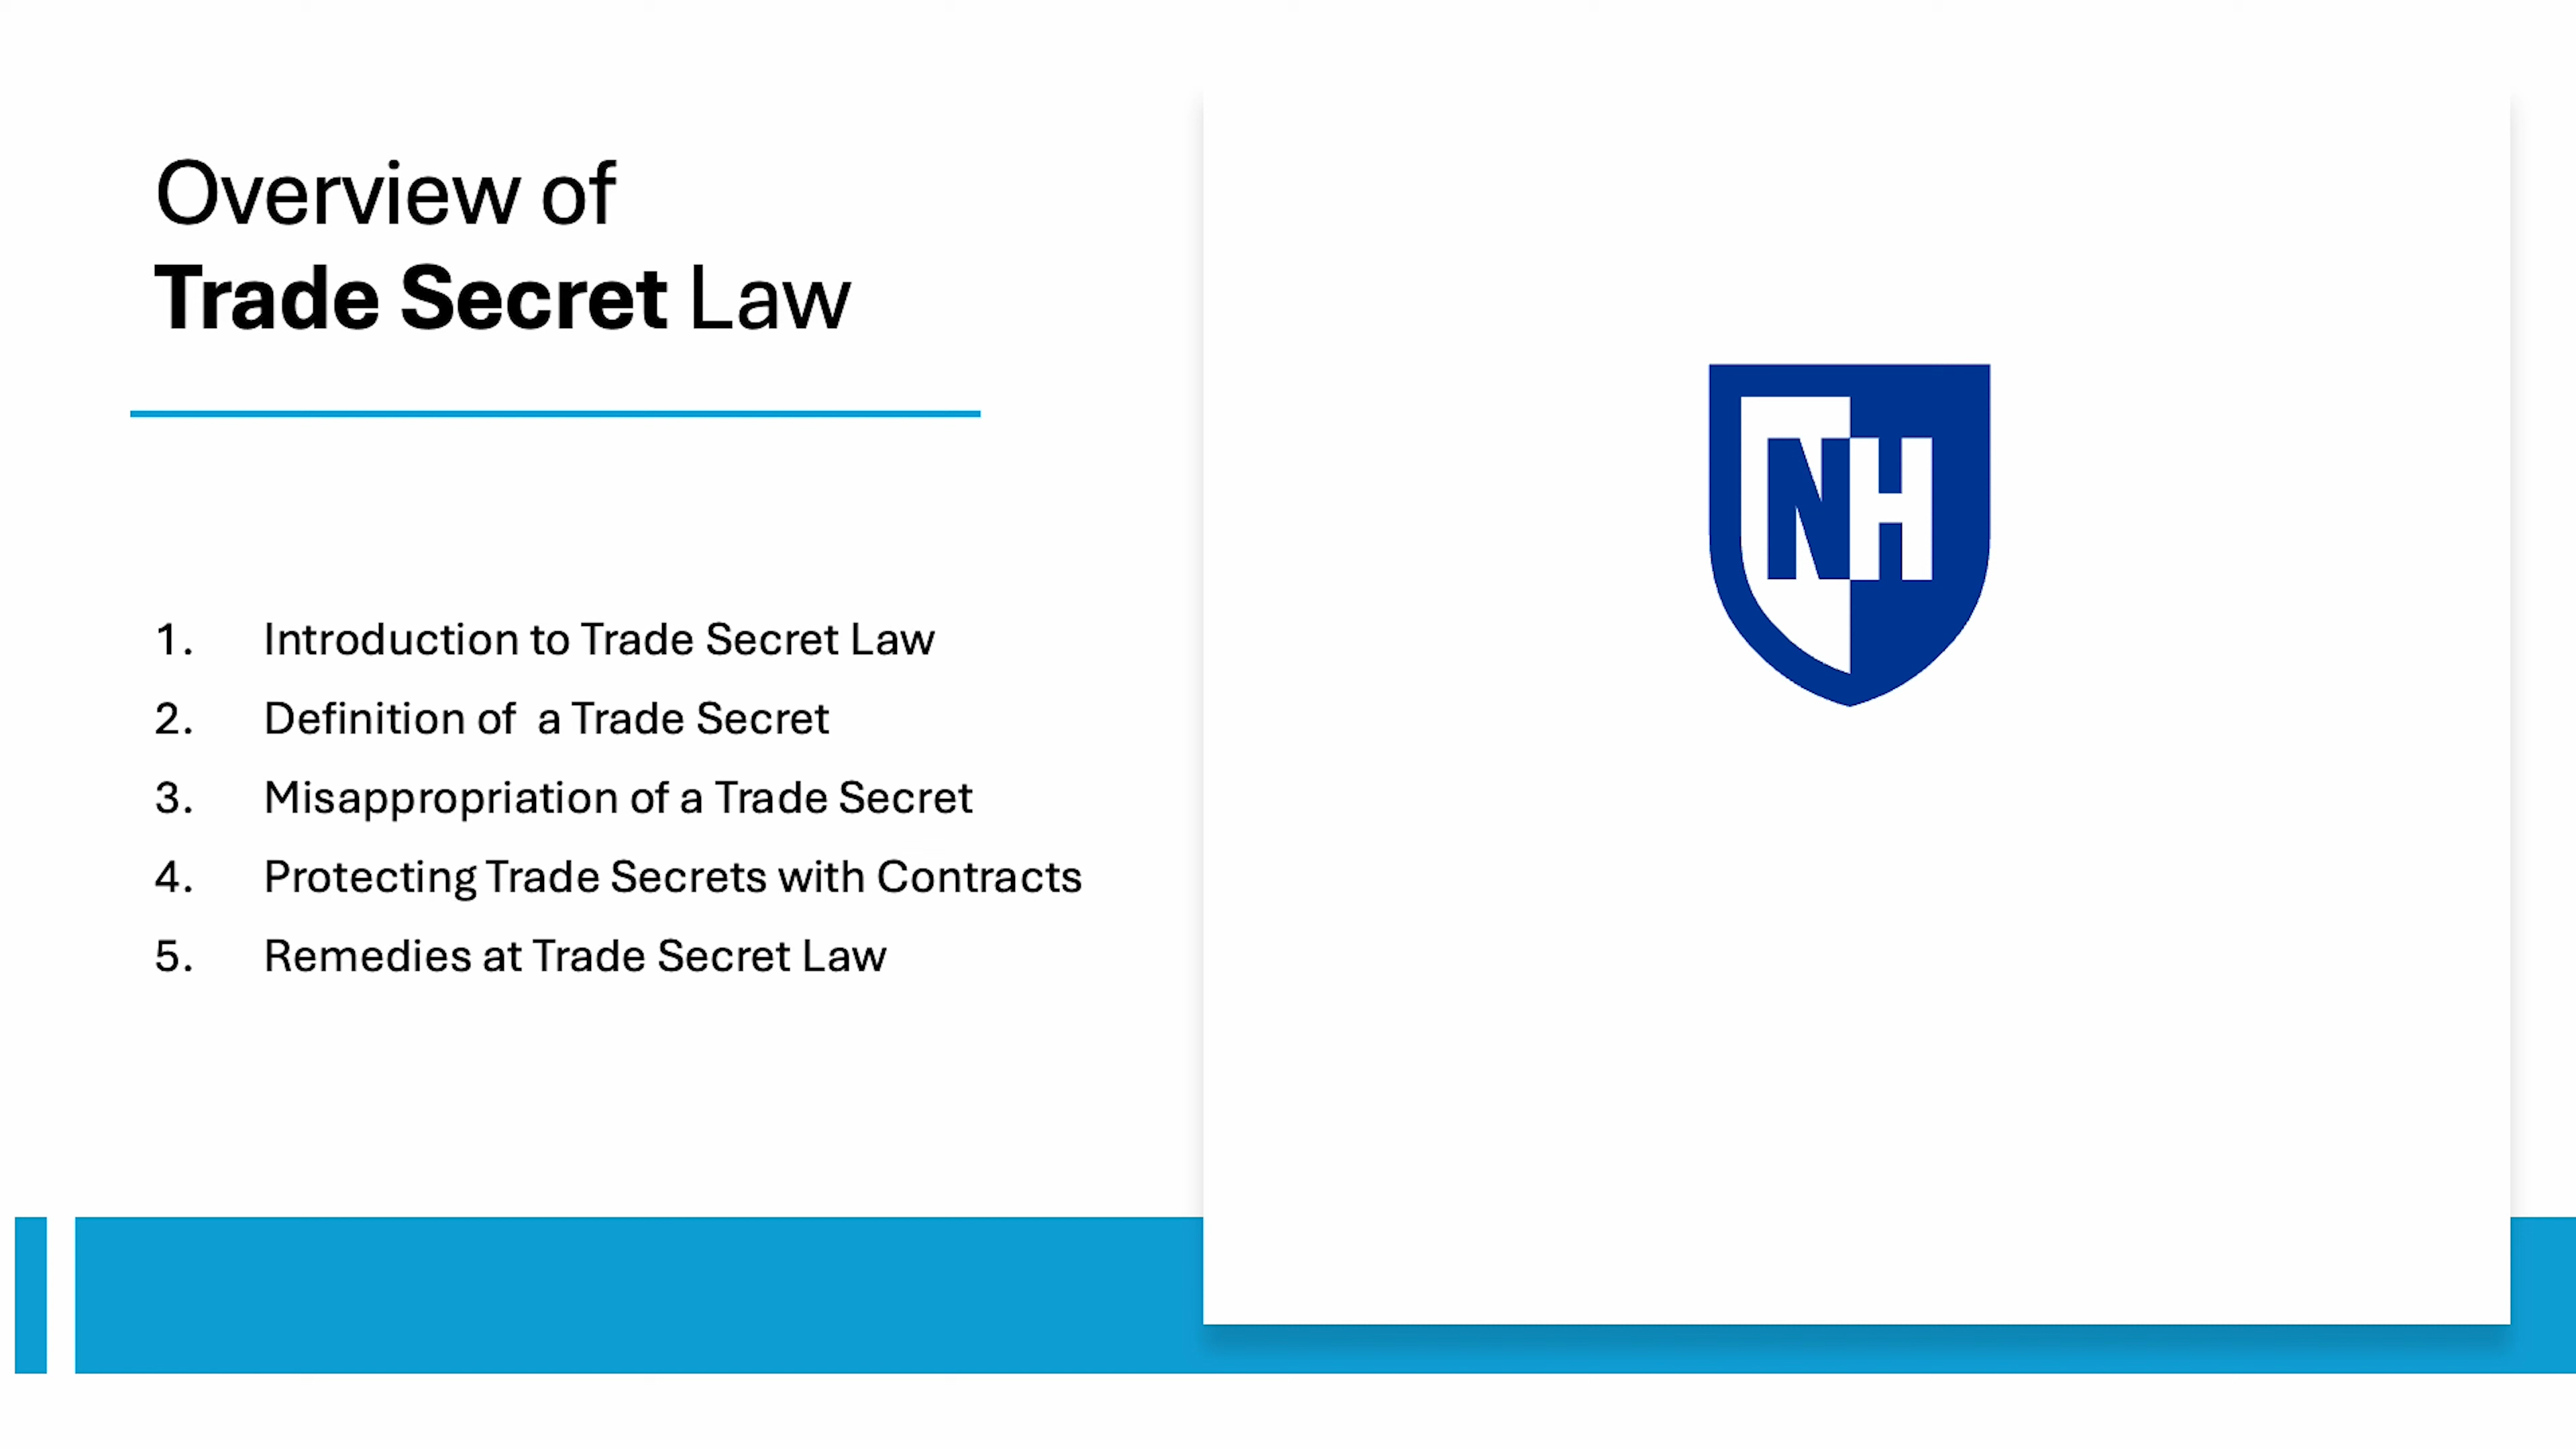 Overview of
Trade Secret Law
1. Introduction to Trade Secret Law
2. Definition of  a Trade Secret
3. Misappropriation of a Trade Secret
4. Protecting Trade Secrets with Contracts
5. Remedies at Trade Secret Law
NH